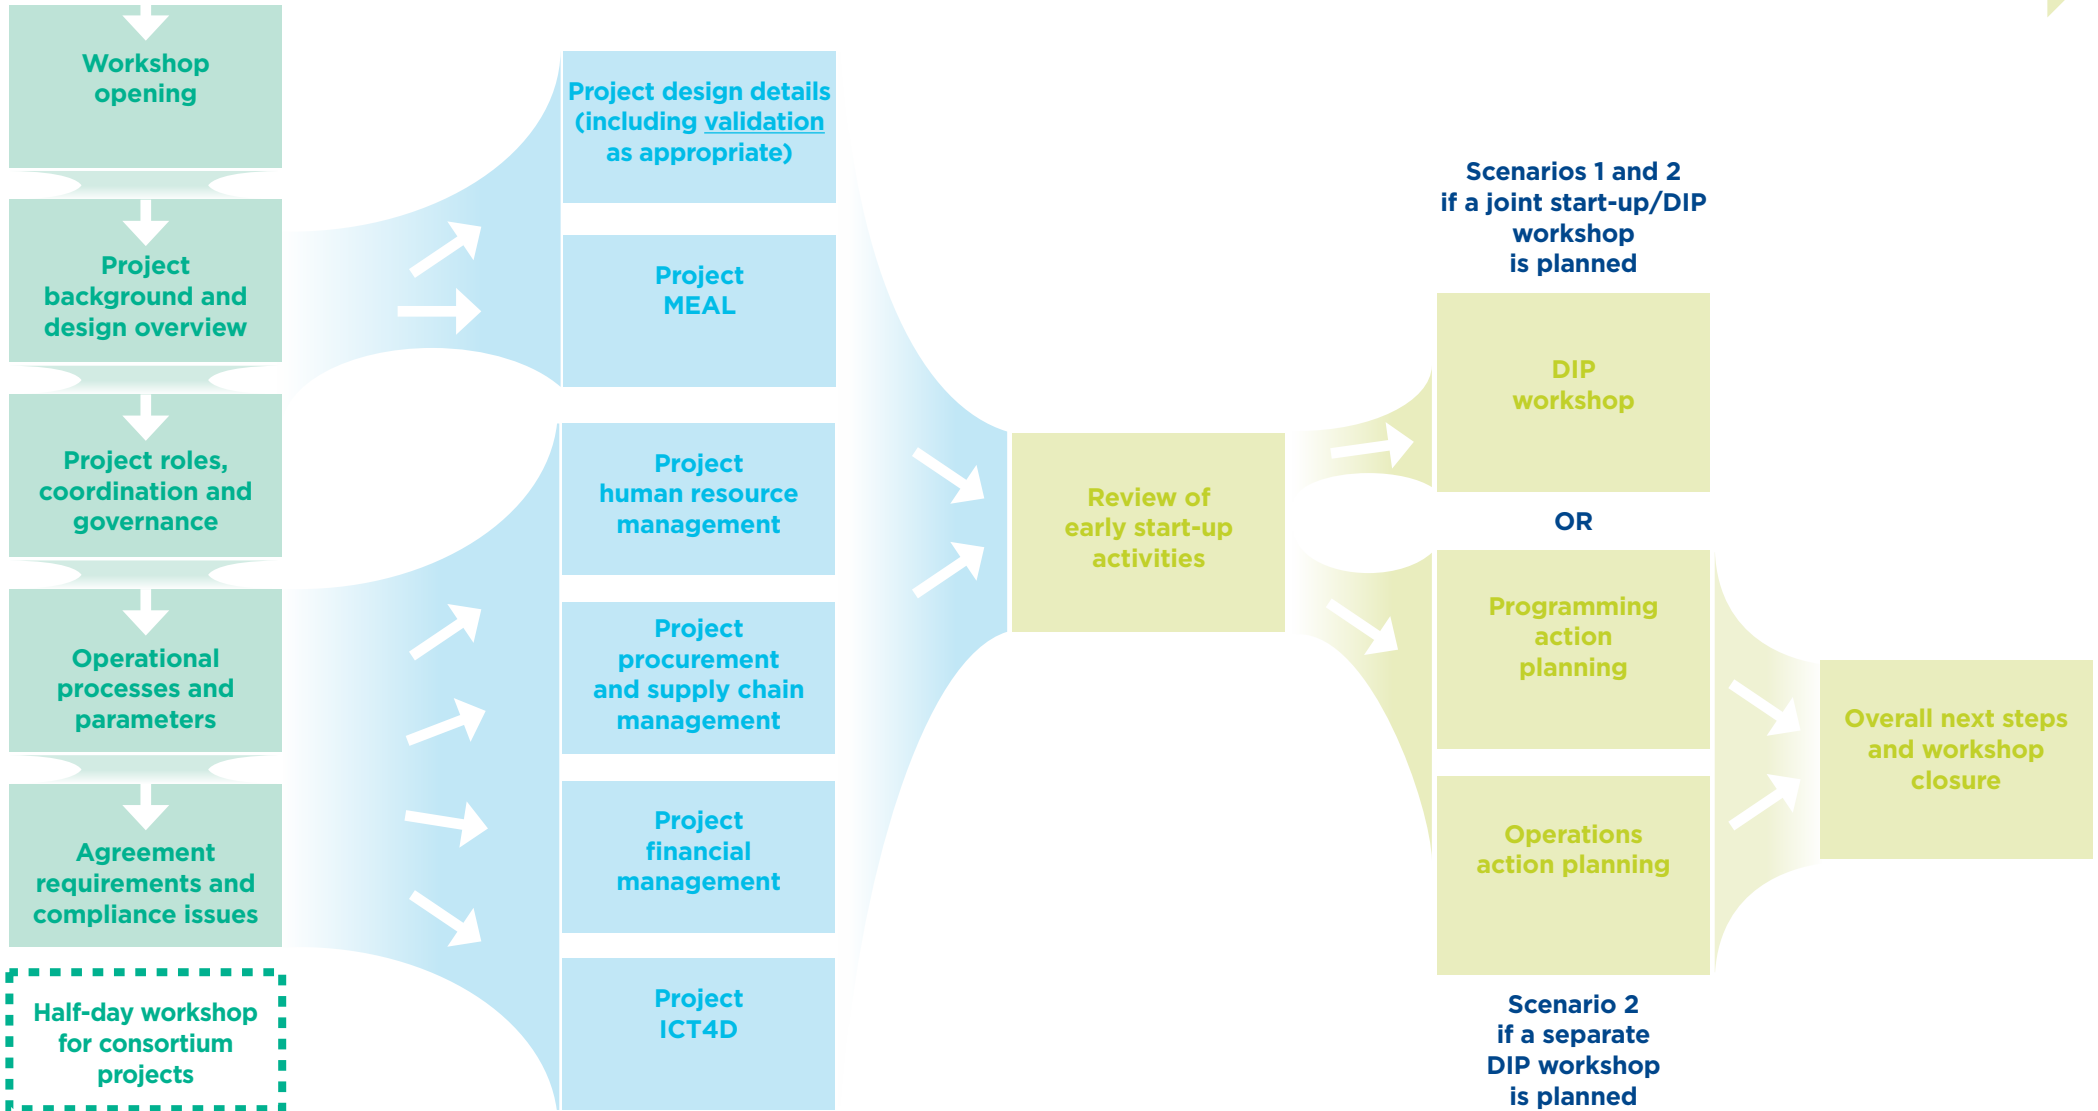 Workshop
opening
Project
background and
design overview
Project roles,
coordination and
governance
Operational
processes and
parameters
Agreement
requirements and
compliance issues
Half-day workshop
for consortium
projects
Project design details
(including validation
as appropriate)
Project
MEAL
Project
human resource
management
Project
procurement
and supply chain
management
Project
financial
management
Project
ICT4D
Review of
early start-up
activities
Scenarios 1 and 2
if a joint start-up/DIP
workshop
is planned
DIP
workshop
OR
Programming
action
planning
Operations
action planning
Scenario 2
if a separate
DIP workshop
is planned
Overall next steps
and workshop
closure